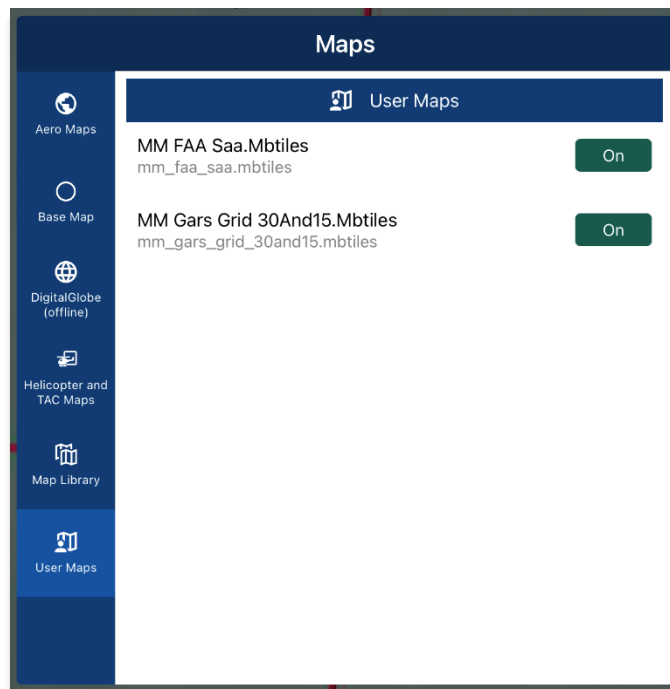 Maps
Aero Maps
Base Map
DigitalGlobe
(offline)
Helicopter and
TAC Maps
Map Library
User Maps
User Maps
MM FAA Saa.Mbtiles
mm_faa_saa.mbtiles
On
MM Gars Grid 30And15.Mbtiles
mm_gars_grid_30and15.mbtiles
On